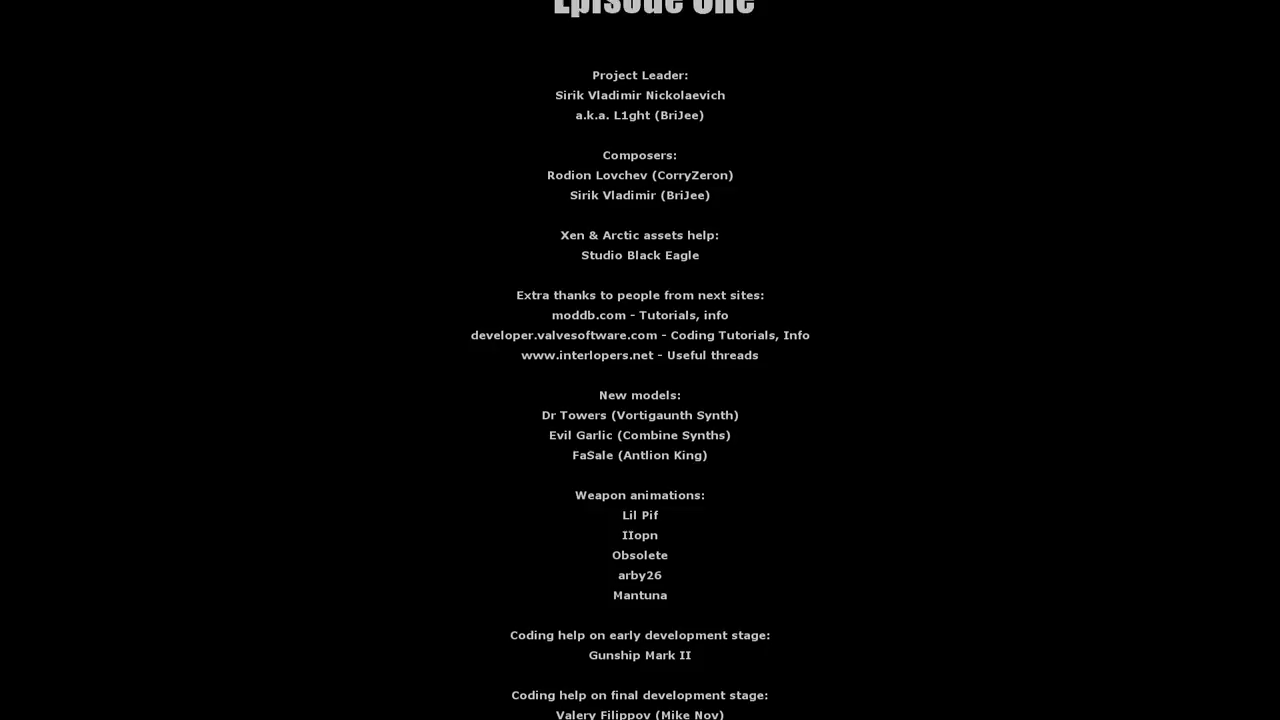 Episode One
Project Leader:
Sirik Vladimir Nickolaevich
a.k.a. L1ght (BriJee)
Composers:
Rodion Lovchev (CorryZeron)
Sirik Vladimir (BriJee)
Xen & Arctic assets help:
Studio Black Eagle
Extra thanks to people from next sites:
moddb.com - Tutorials, info
developer.valvesoftware.com - Coding Tutorials, Info
www.interlopers.net - Useful threads
New models:
Dr Towers (Vortigaunth Synth)
Evil Garlic (Combine Synths)
FaSale (Antlion King)
Weapon animations:
Lil Pif
IIopn
Obsolete
arby26
Mantuna
Coding help on early development stage:
Gunship Mark II
Coding help on final development stage:
Valery Filippov (Mike Nov)